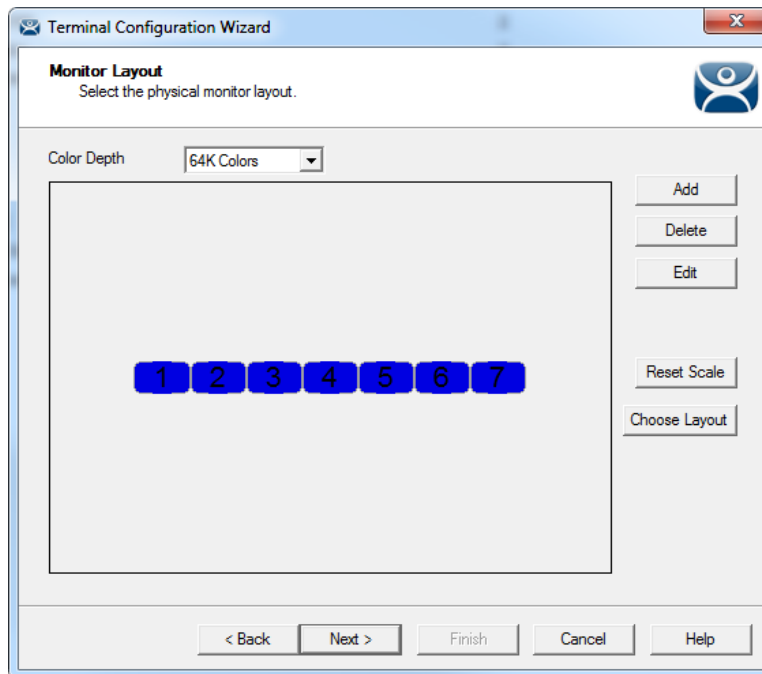 Terminal Configuration Wizard
X
Monitor Layout
Select the physical monitor layout.
Color Depth
64K Colors
Add
Delete
Edit
1 2 3 4 5 6 7
Reset Scale
Choose Layout
< Back
Next >
Finish
Cancel
Help